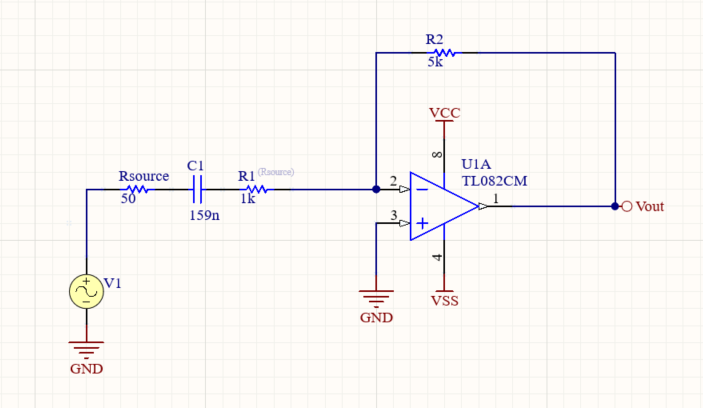 R2
5k
VCC
8
U1A
TL082CM
C1
Rsource
R1
(Rsource)
50
1k
159n
2
3
1
Vout
4
V1
VSS
GND
GND